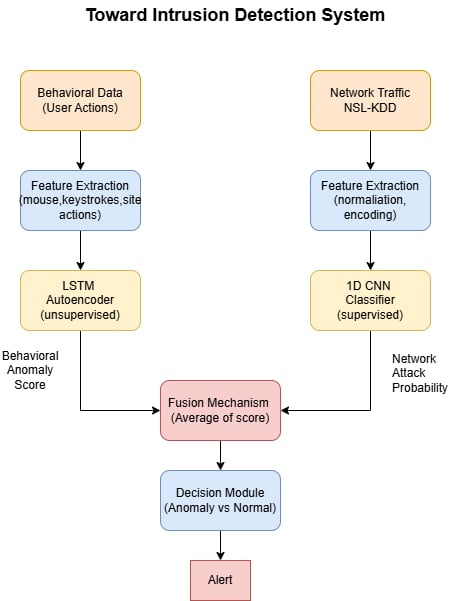 Toward Intrusion Detection System
Behavioral Data
(User Actions)
Network Traffic
NSL-KDD
Feature Extraction
(mouse,keystrokes,site
actions)
Feature Extraction
(normaliation,
encoding)
LSTM
Autoencoder
(unsupervised)
1D CNN
Classifier
(supervised)
Behavioral
Anomaly
Score
Network
Attack
Probability
Fusion Mechanism
(Average of score)
Decision Module
(Anomaly vs Normal)
Alert